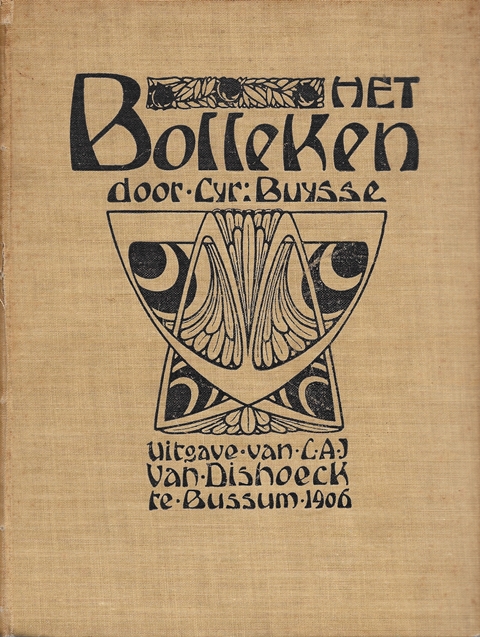 HET
Bolleken
door·Cyr: Buysse
Uitgave·van·C.A.J
van·Dishoeck
te·Bussum·1906